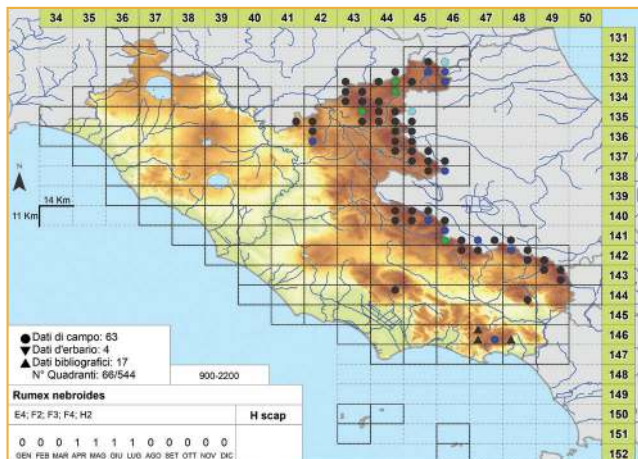 34 35 36 37 38 39 40 41 42 43 44 45 46 47 48 49 50
131
132
133
134
135
136
137
138
N
139
14 Km
11 Km
140
141
142
143
144
145
146
147
148
149
150
151
152
● Dati di campo: 63
▼ Dati d'erbario: 4
▲ Dati bibliografici: 17
N° Quadranti: 66/544
900-2200
Rumex nebroides
E4; F2; F3; F4; H2
H scap
0 0 0 1 1 1 1 0 0 0 0 0
GEN FEB MAR APR MAG GIU LUG AGO SET OTT NOV DIC